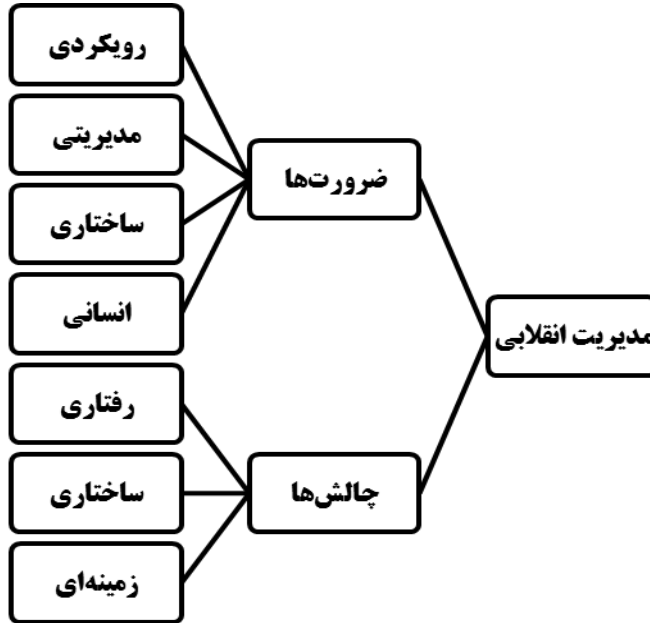 مدیریت انقلابی
ضرورت‌ها
رویکردی
مدیریتی
ساختاری
انسانی
چالش‌ها
رفتاری
ساختاری
زمینه‌ای